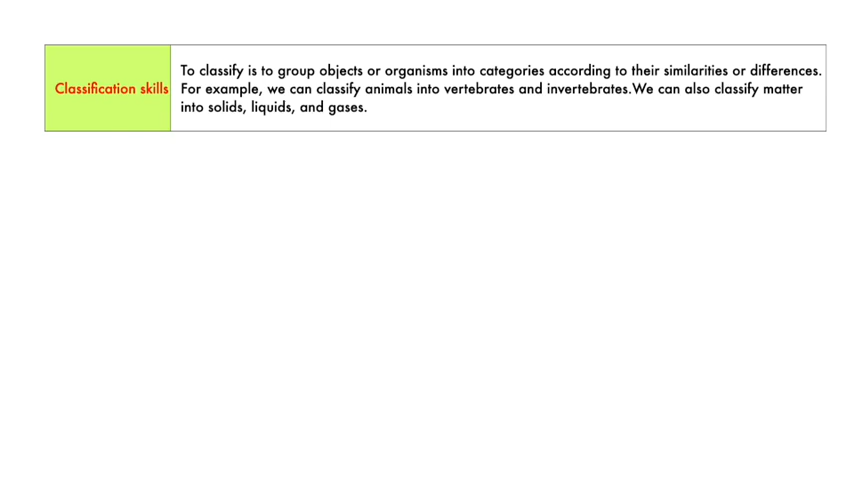 Classification skills
To classify is to group objects or organisms into categories according to their similarities or differences.
For example, we can classify animals into vertebrates and invertebrates.We can also classify matter
into solids, liquids, and gases.